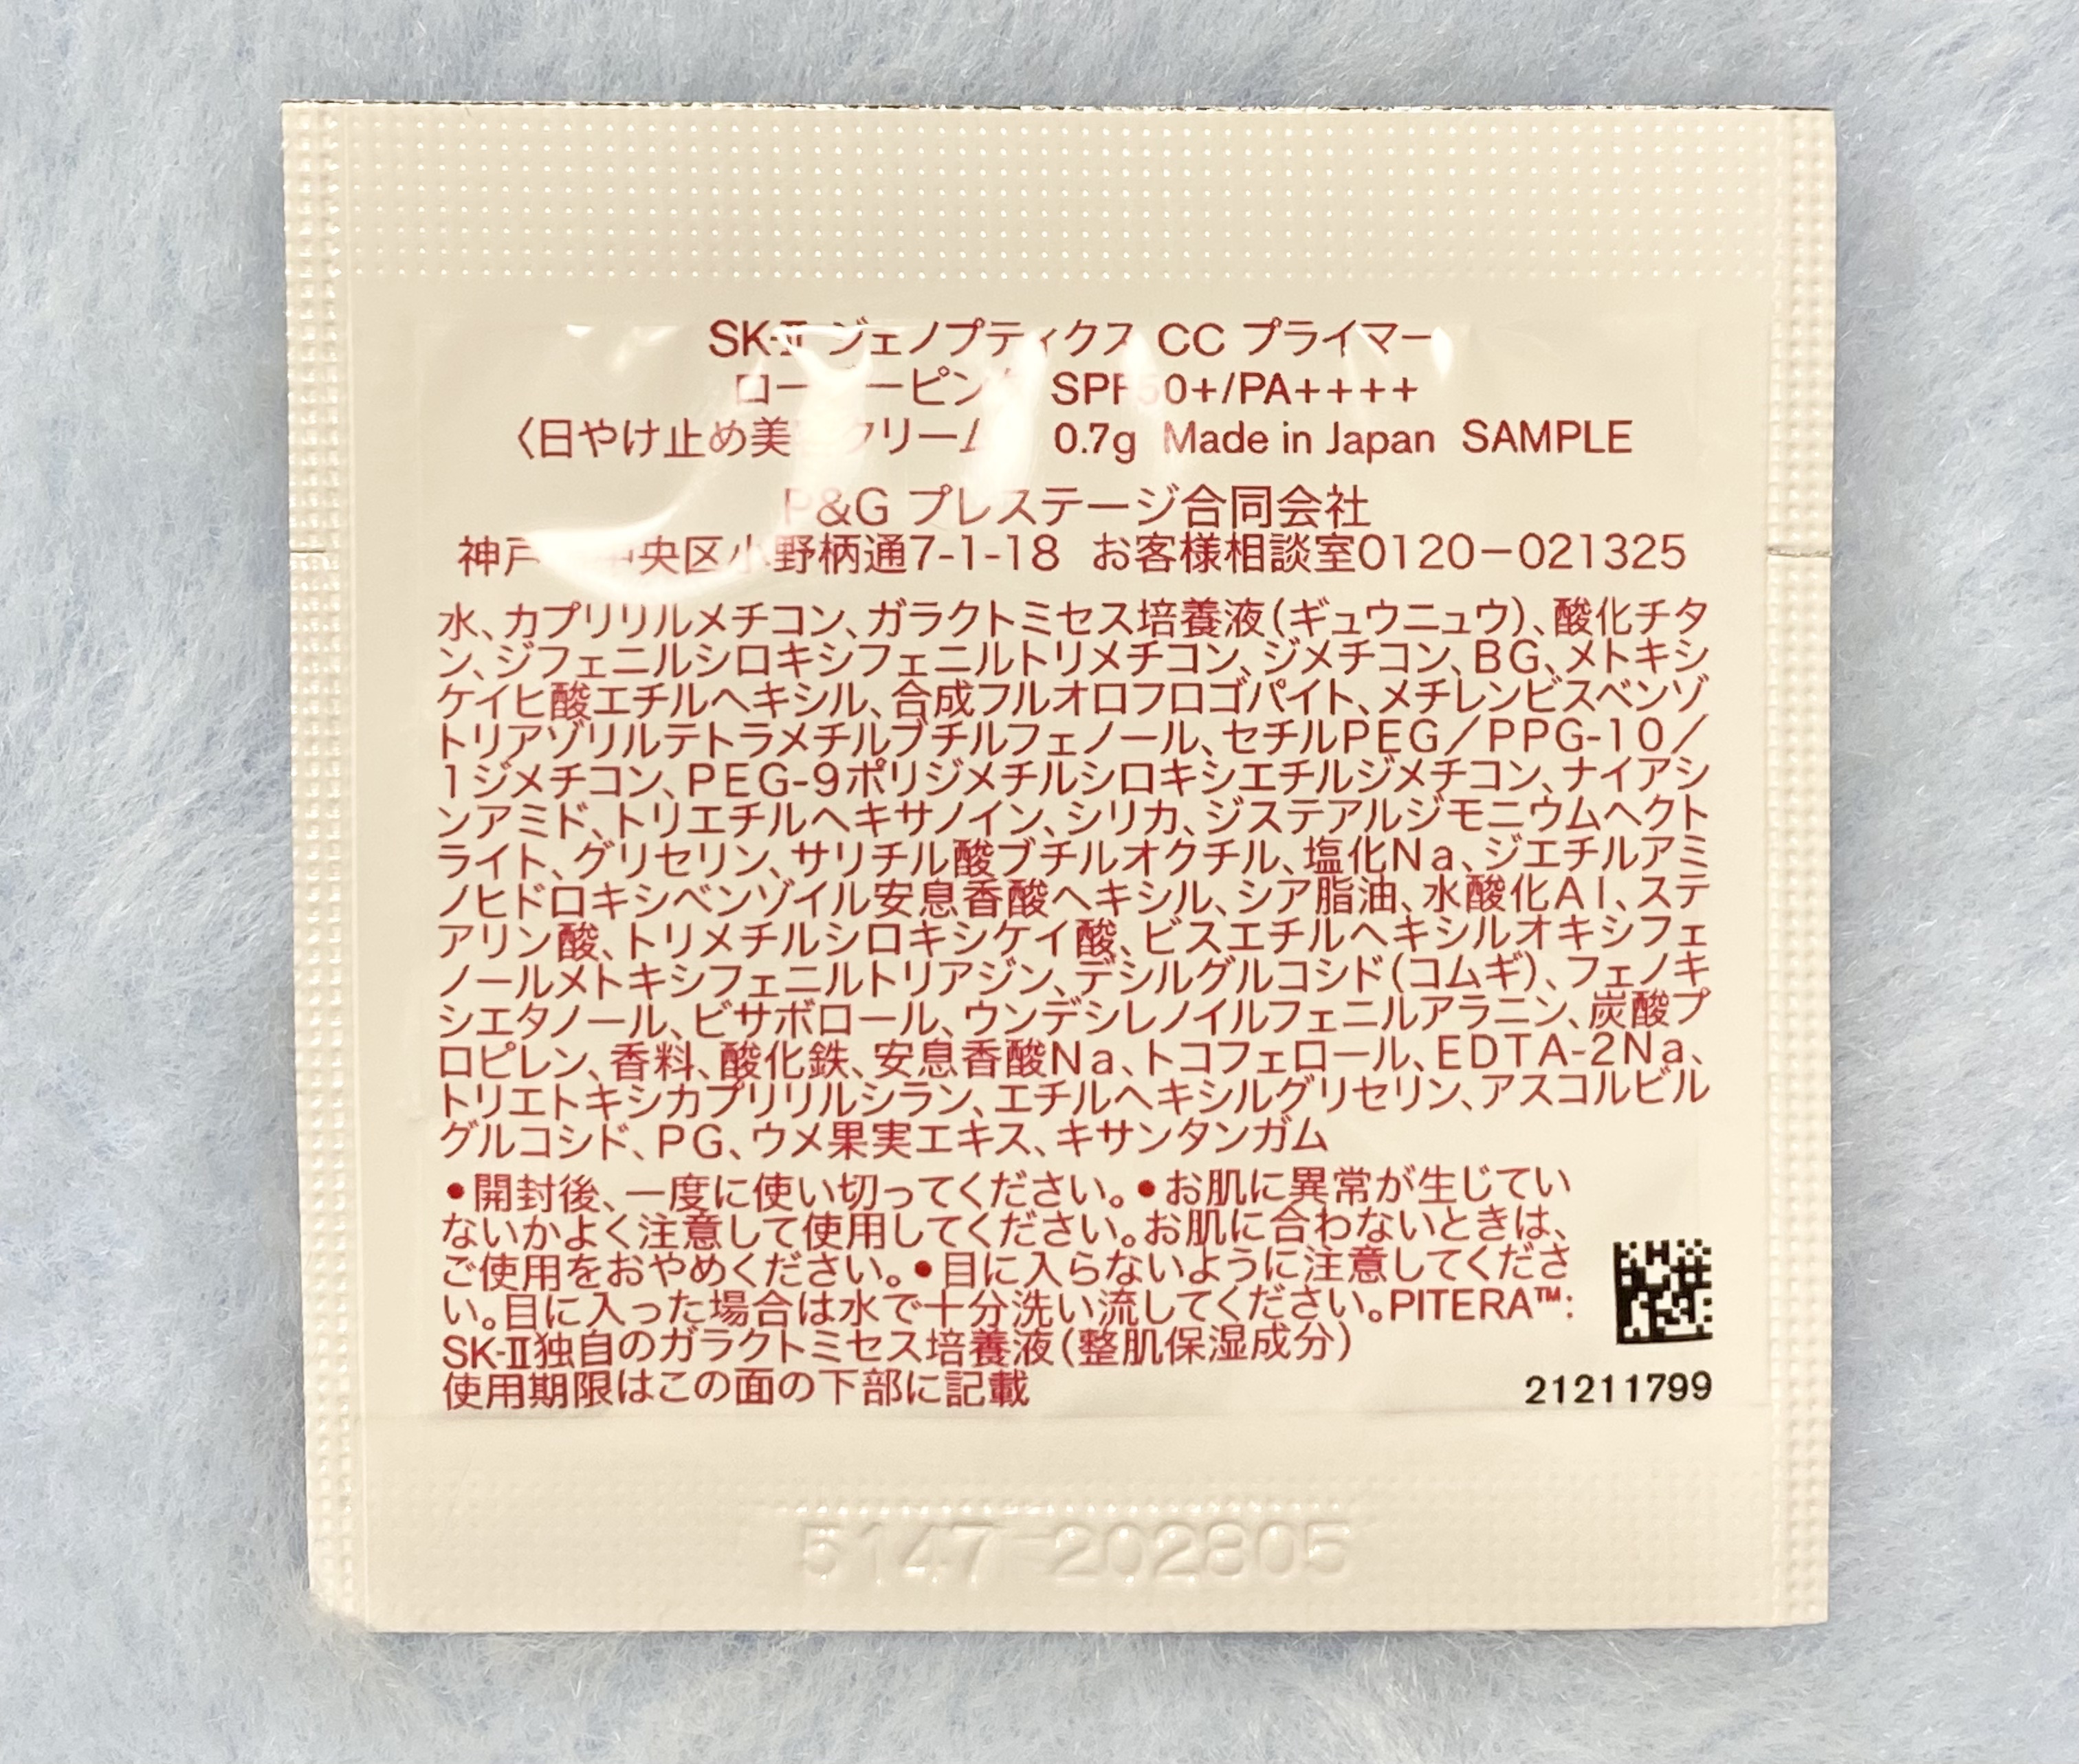 SK-II ジェノプティクス CC プライマー
SPF50+/PA++++
〈日やけ止め美 クリーム 0.7g Made in Japan SAMPLE
P&G プレステージ合同会社
神戸 中央区小野柄通7-1-18 お客様相談室0120−021325
水、カプリリルメチコン、ガラクトミセス培養液(ギュウニュウ)、酸化チタ
ン、ジフェニルシロキシフェニルトリメチコン、ジメチコン、BG、メトキシ
ケイヒ酸エチルヘキシル、合成フルオロフロゴパイト、メチレンビスベンゾ
トリアゾリルテトラメチルブチルフェノール、セチルPEG/PPG-10/
1ジメチコン、PEG-9ポリジメチルシロキシエチルジメチコン、ナイアシ
ンアミド、トリエチルヘキサノイン、シリカ、ジステアルジモニウムヘクト
ライト、グリセリン、サリチル酸ブチルオクチル、塩化Na、ジエチルアミ
ノヒドロキシベンゾイル安息香酸ヘキシル、シア脂油、水酸化Al、ステ
アリン酸、トリメチルシロキシケイ酸、ビスエチルヘキシルオキシフェ
ノールメトキシフェニルトリアジン、デシルグルコシド(コムギ)、フェノキ
シエタノール、ビサボロール、ウンデシレノイルフェニルアラニン、炭酸プ
ロピレン、香料、酸化鉄、安息香酸Na、トコフェロール、EDTA-2Na、
トリエトキシカプリリルシラン、エチルヘキシルグリセリン、アスコルビル
グルコシド、PG、ウメ果実エキス、キサンタンガム
●開封後、一度に使い切ってください。●お肌に異常が生じてい
ないかよく注意して使用してください。お肌に合わないときは、
ご使用をおやめください。●目に入らないように注意してくださ
い。目に入った場合は水で十分洗い流してください。PITERA™:
SK-II独自のガラクトミセス培養液(整肌保湿成分)
使用期限はこの面の下部に記載
21211799
5147-202805